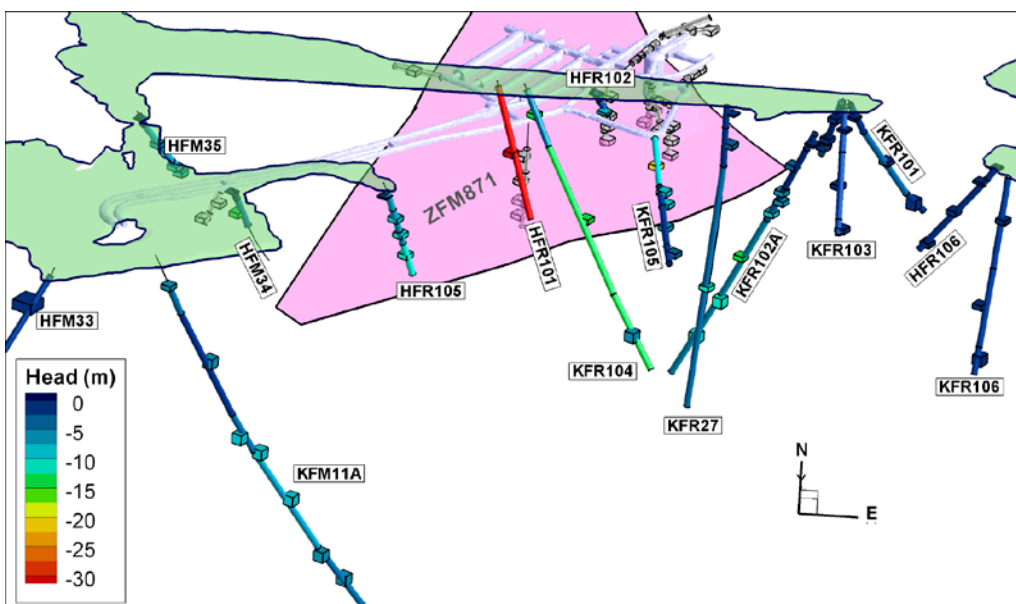 HFR102
HFM35
KFR101
ZFM871
HFR101
KFR105
KFR102A
KFR103
HFR106
HFM34
HFR105
HFM33
KFR104
KFR106
KFR27
KFM11A
Head (m)
0
-5
-10
-15
-20
-25
-30
N
E